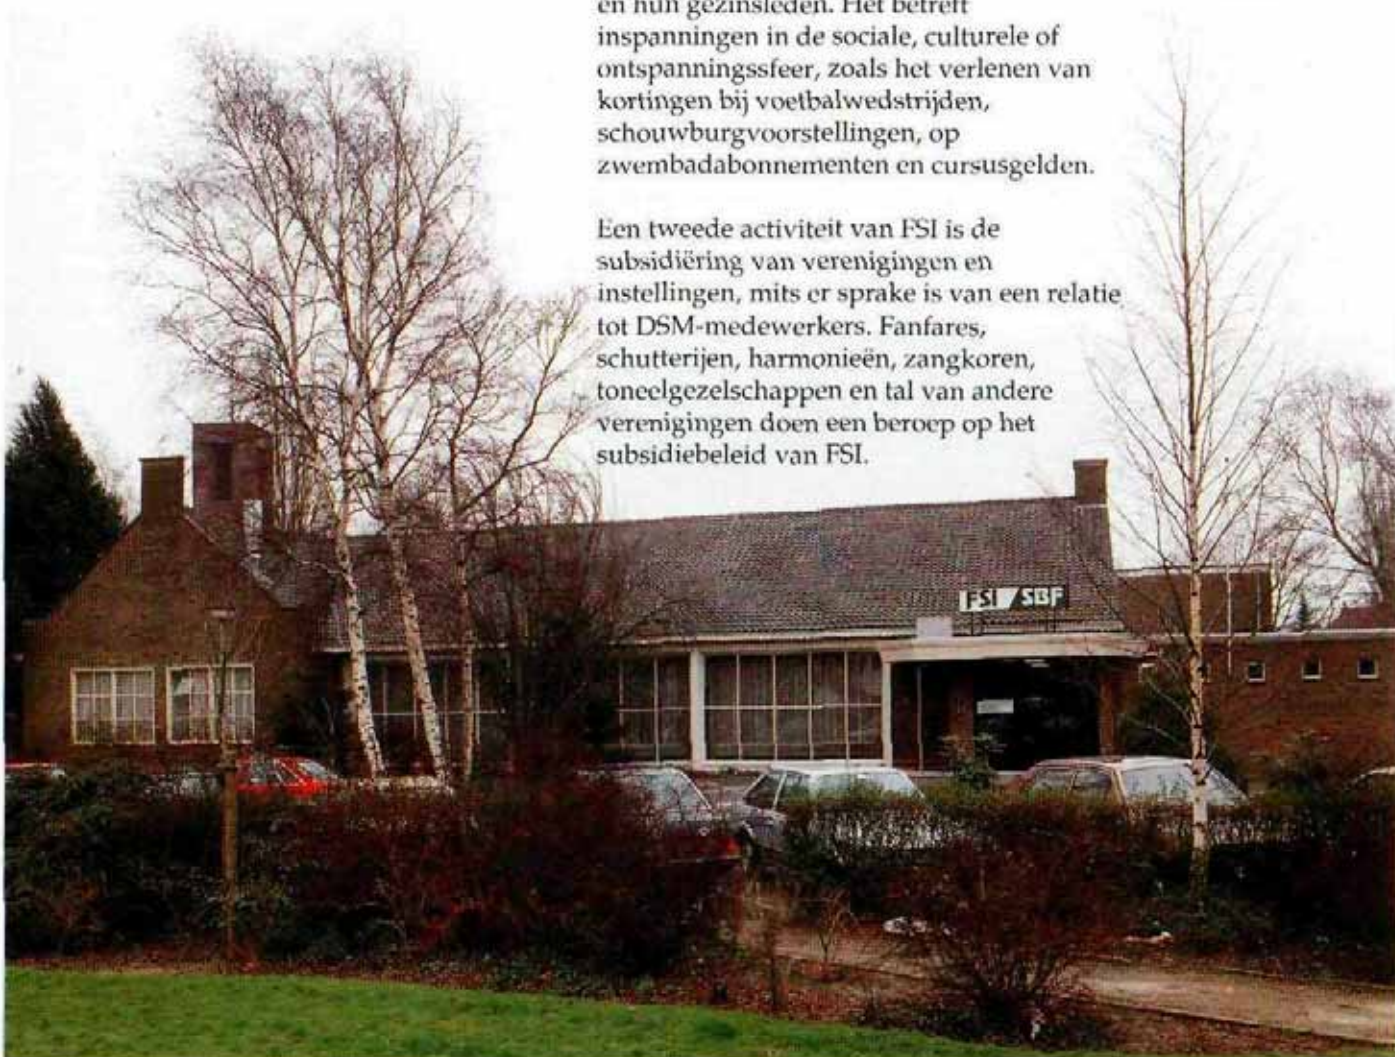 en hun gezinsleden. Het betreft
inspanningen in de sociale, culturele of
ontspanningssfeer, zoals het verlenen van
kortingen bij voetbalwedstrijden,
schouwburgvoorstellingen, op
zwembadabonnementen en cursusgelden.
Een tweede activiteit van FSI is de
subsidiëring van verenigingen en
instellingen, mits er sprake is van een relatie
tot DSM-medewerkers. Fanfares,
schutterijen, harmonieën, zangkoren,
toneelgezelschappen en tal van andere
verenigingen doen een beroep op het
subsidiebeleid van FSI.
FSI / SBF